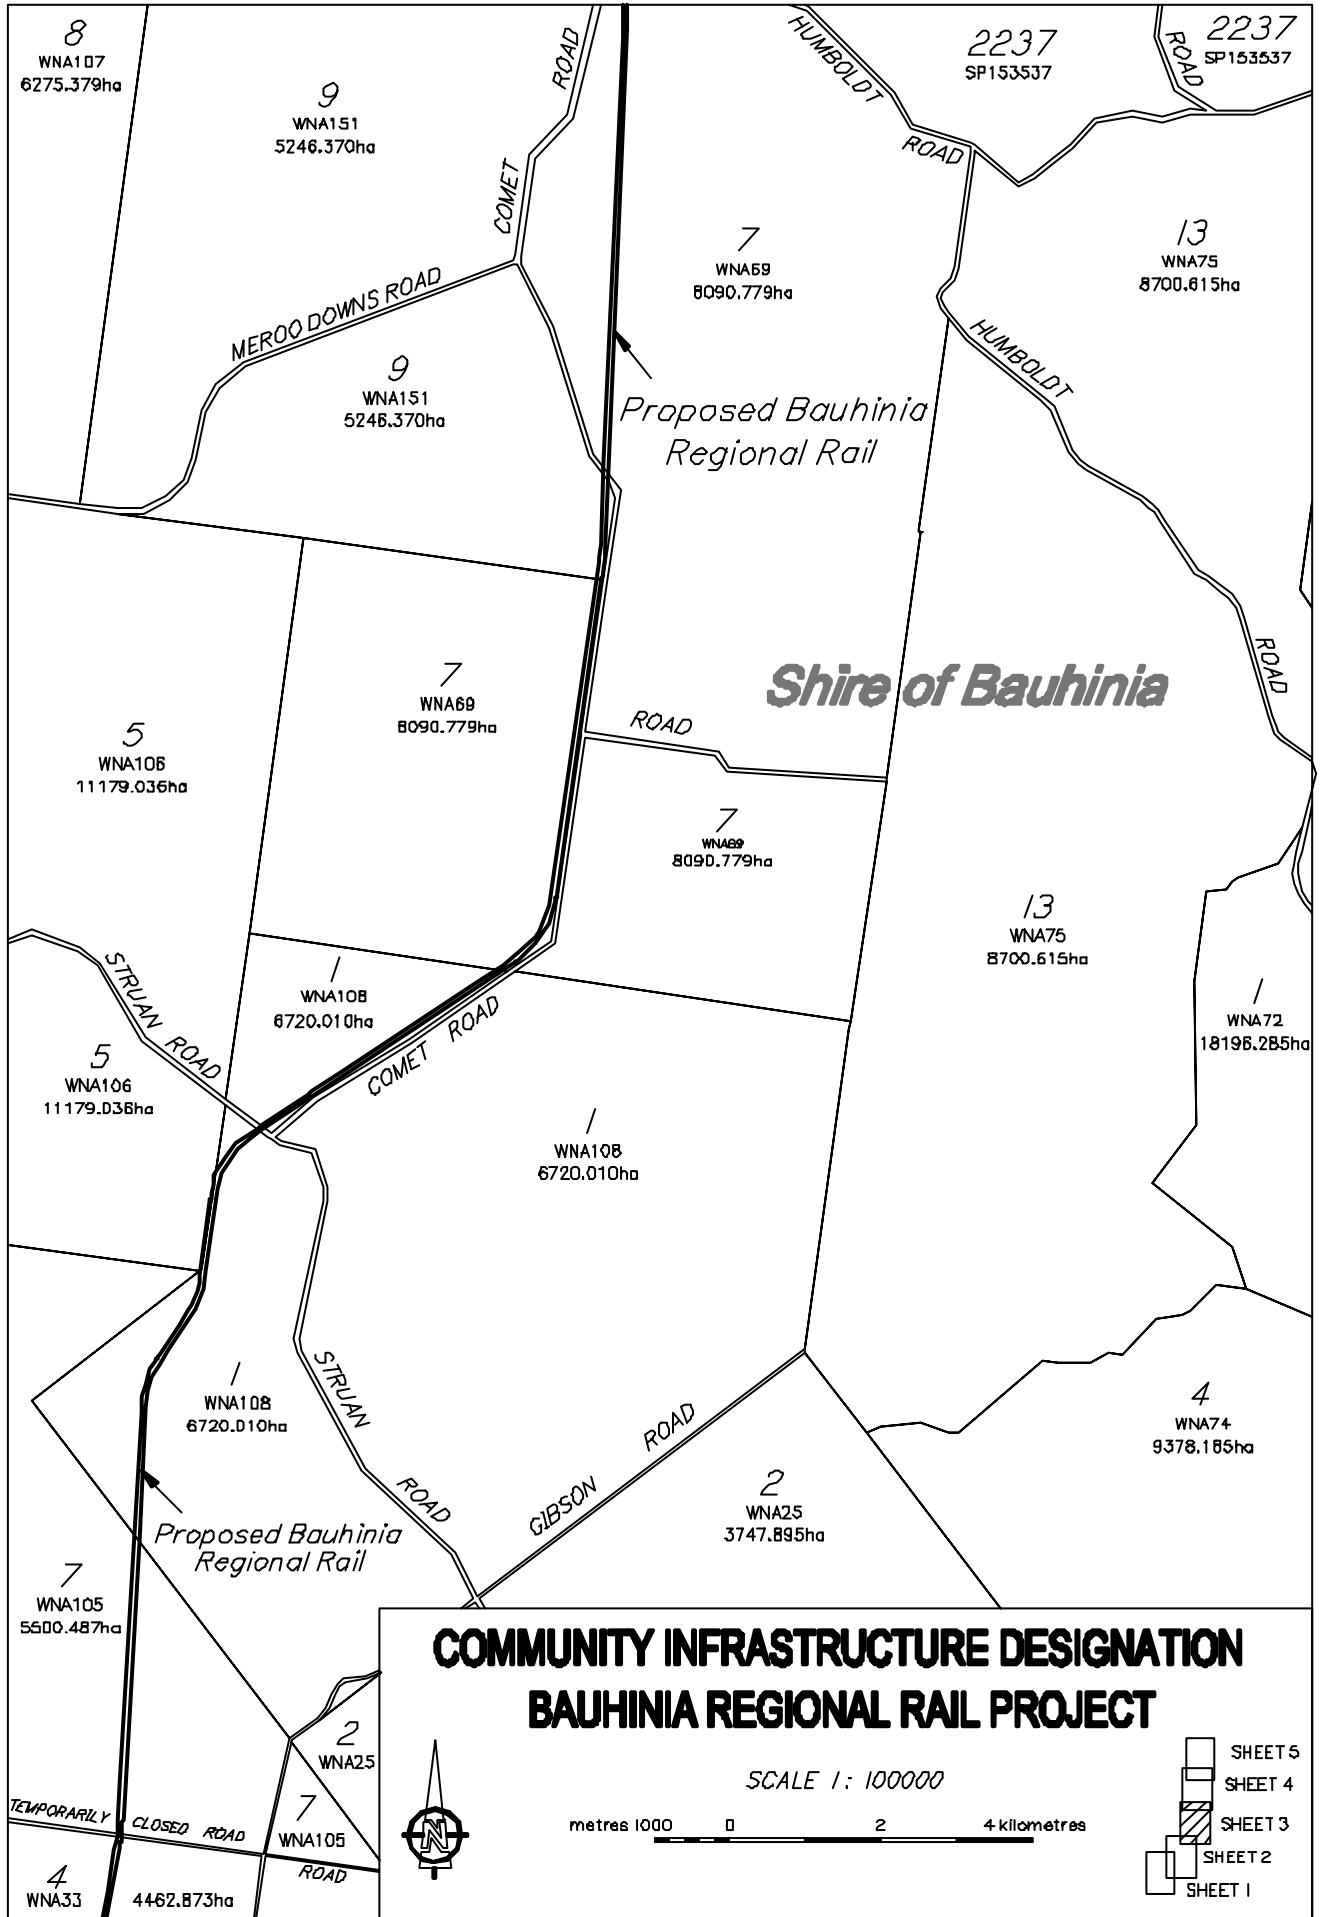 8
WNA107
6275.379ha
9
WNA151
5246.370ha
ROAD
COMET
HUMBOLDT
ROAD
2237
SP153537
ROAD
2237
SP153537
7
WNA69
8090.779ha
13
WNA75
8700.615ha
MEROO DOWNS ROAD
9
WNA151
5246.370ha
HUMBOLDT
Proposed Bauhinia
Regional Rail
ROAD
7
WNA69
8090.779ha
Shire of Bauhinia
5
WNA106
11179.036ha
ROAD
7
WNA69
8090.779ha
13
WNA75
8700.615ha
STRUAN
ROAD
1
WNA108
6720.010ha
COMET ROAD
1
WNA72
18196.285ha
5
WNA106
11179.036ha
1
WNA108
6720.010ha
1
WNA108
6720.010ha
STRUAN
ROAD
GIBSON
ROAD
4
WNA74
9378.185ha
2
WNA25
3747.895ha
Proposed Bauhinia
Regional Rail
7
WNA105
5500.487ha
2
WNA25
7
WNA105
TEMPORARILY CLOSED ROAD
ROAD
4
WNA33
4462.873ha
COMMUNITY INFRASTRUCTURE DESIGNATION
BAUHINIA REGIONAL RAIL PROJECT
N
SCALE 1: 100000
metres 1000 0 2 4 kilometres
SHEET 5
SHEET 4
SHEET 3
SHEET 2
SHEET 1